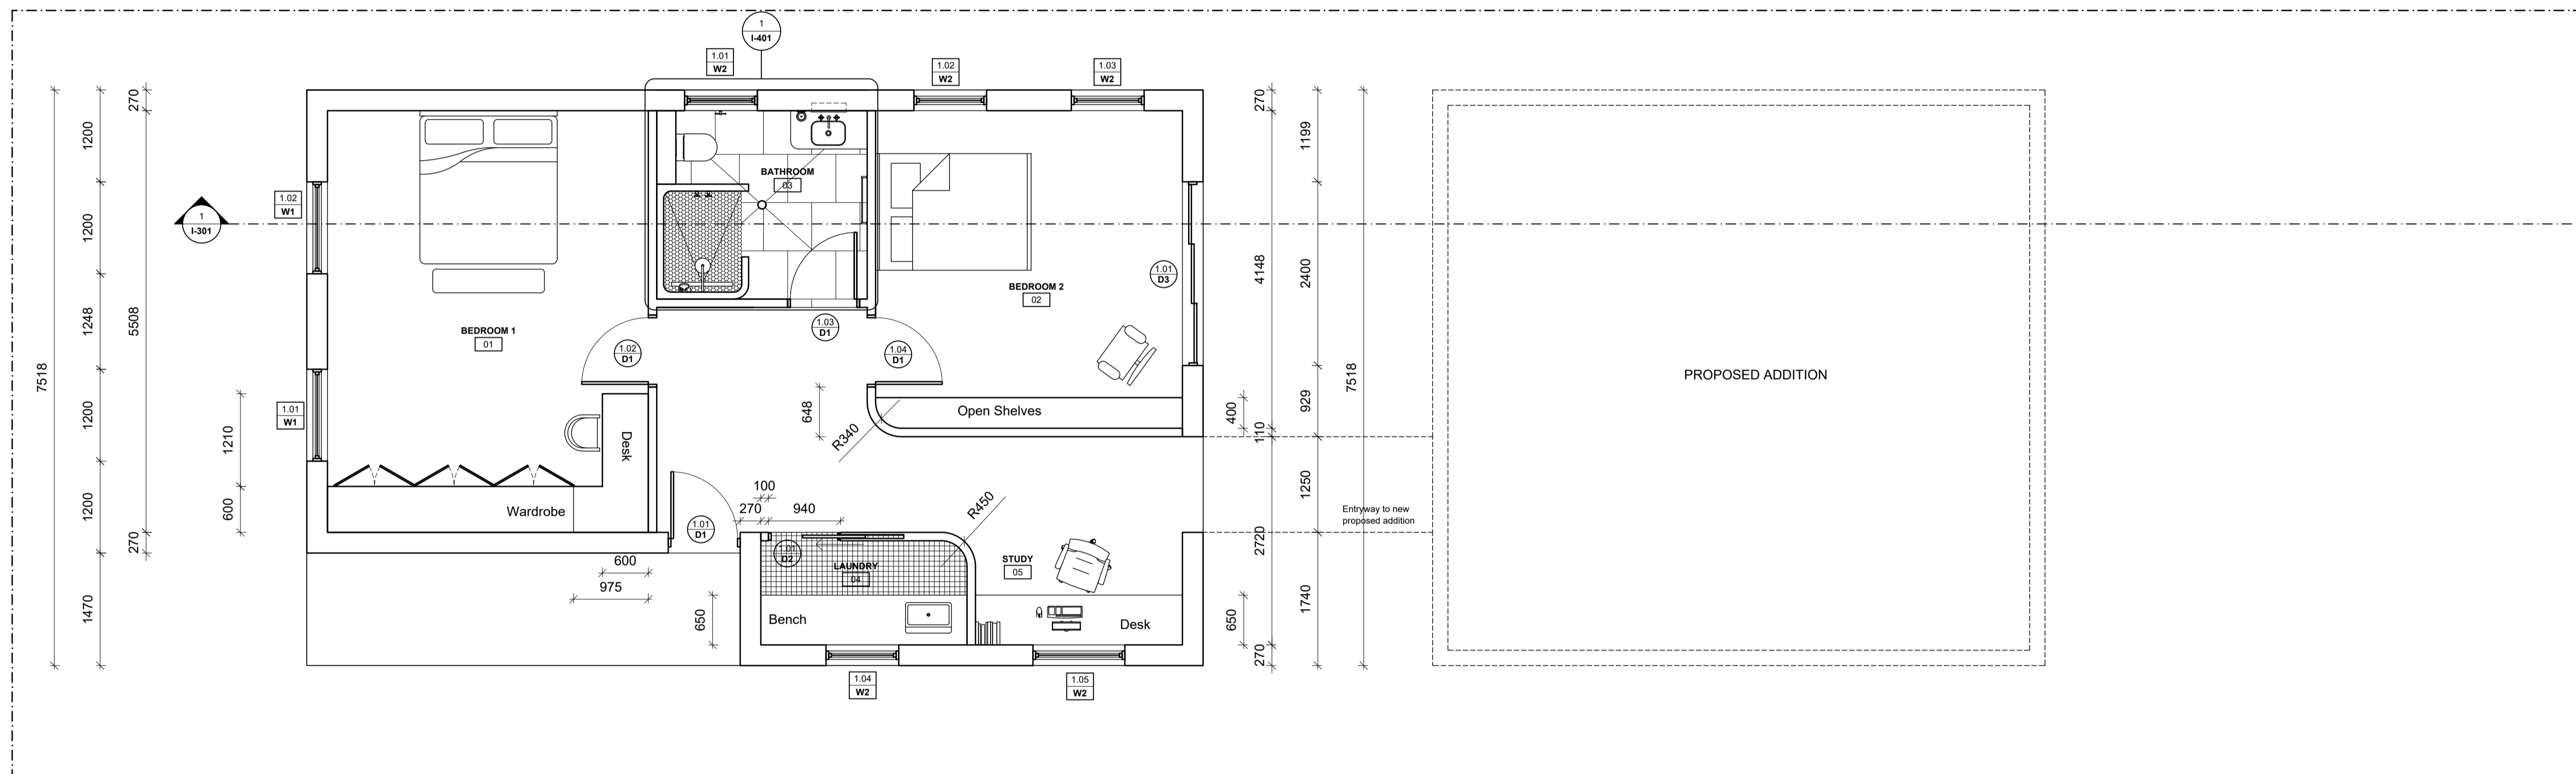 1
I-401
1.01
W2
1.02
W2
1.03
W2
270
1200
1200
1248
5508
7518
1200
1210
1200
600
270
1470
1.02
W1
1
I-301
1.01
W1
BEDROOM 1
01
Desk
Wardrobe
BATHROOM
03
BEDROOM 2
02
1.01
D3
1.03
D1
1.02
D1
1.04
D1
648
R340
Open Shelves
1.01
D1
100
270
940
R450
600
975
650
1.01
D2
LAUNDRY
04
Bench
STUDY
05
Desk
1.04
W2
1.05
W2
270
1199
4148
2400
7518
400
929
110
1250
2720
650
1740
270
Entryway to new
proposed addition
PROPOSED ADDITION